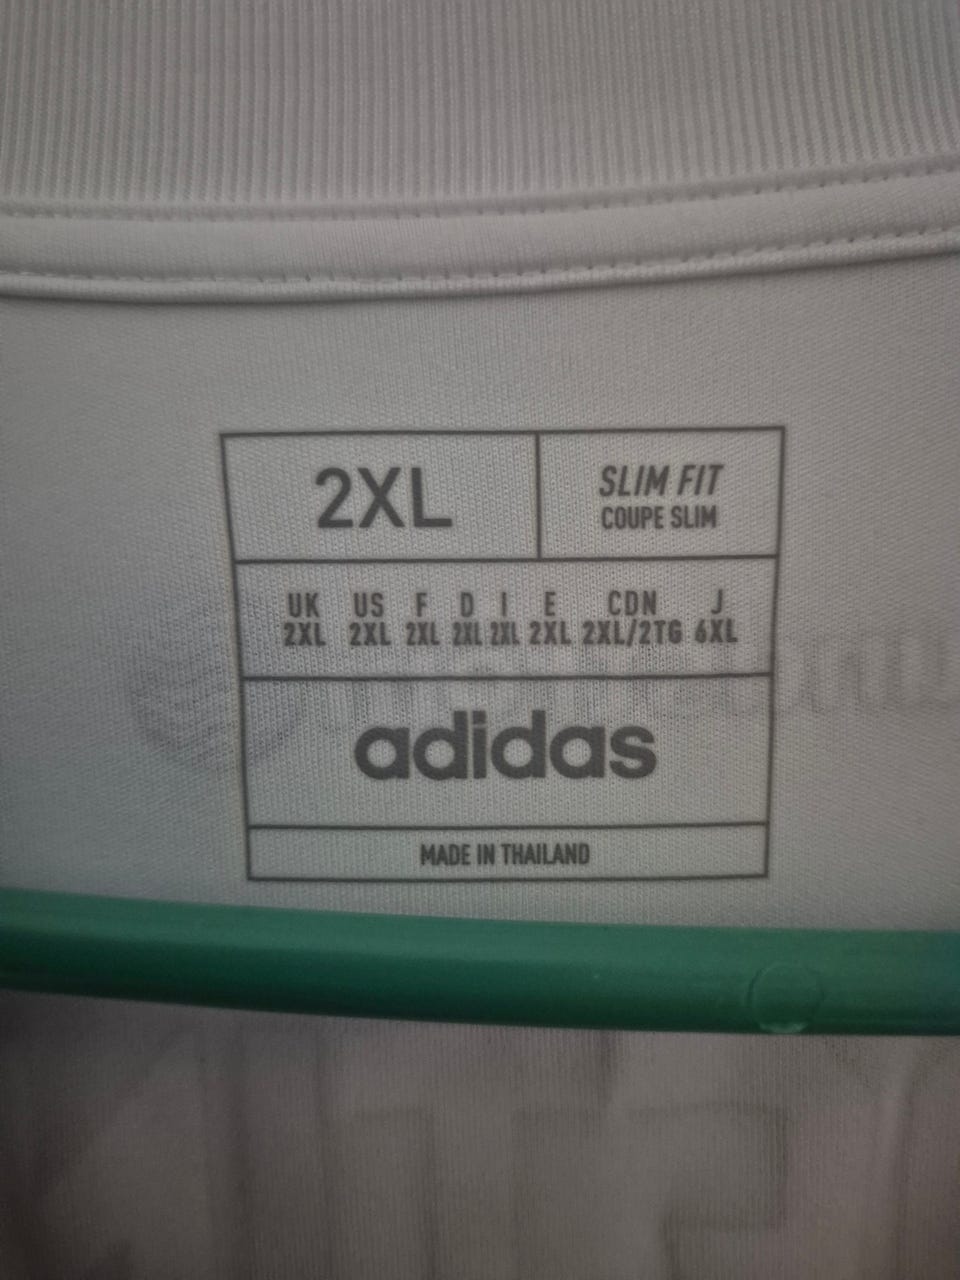 2XL
SLIM FIT
COUPE SLIM
UK US F D I E CDN J
2XL 2XL 2XL 2XL 2XL 2XL 2XL/2TG 6XL
adidas
MADE IN THAILAND